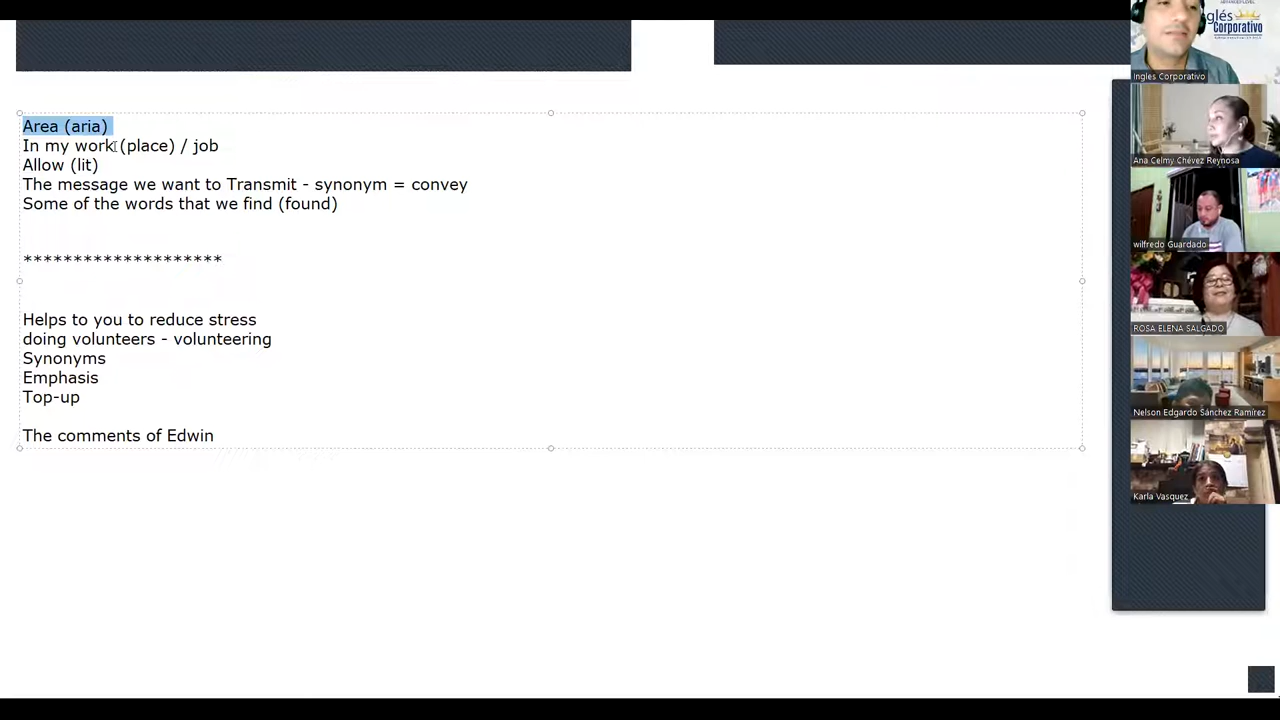 Area (aria)
In my work (place) / job
Allow (lit)
The message we want to Transmit - synonym = convey
Some of the words that we find (found)
********************
Helps to you to reduce stress
doing volunteers - volunteering
Synonyms
Emphasis
Top-up
The comments of Edwin
glés
Corporativo
Ingles Corporativo
Ana Celmy Chévez Reynosa
wilfredo Guardado
ROSA ELENA SALGADO
Nelson Edgardo Sánchez Ramírez
Karla Vasquez